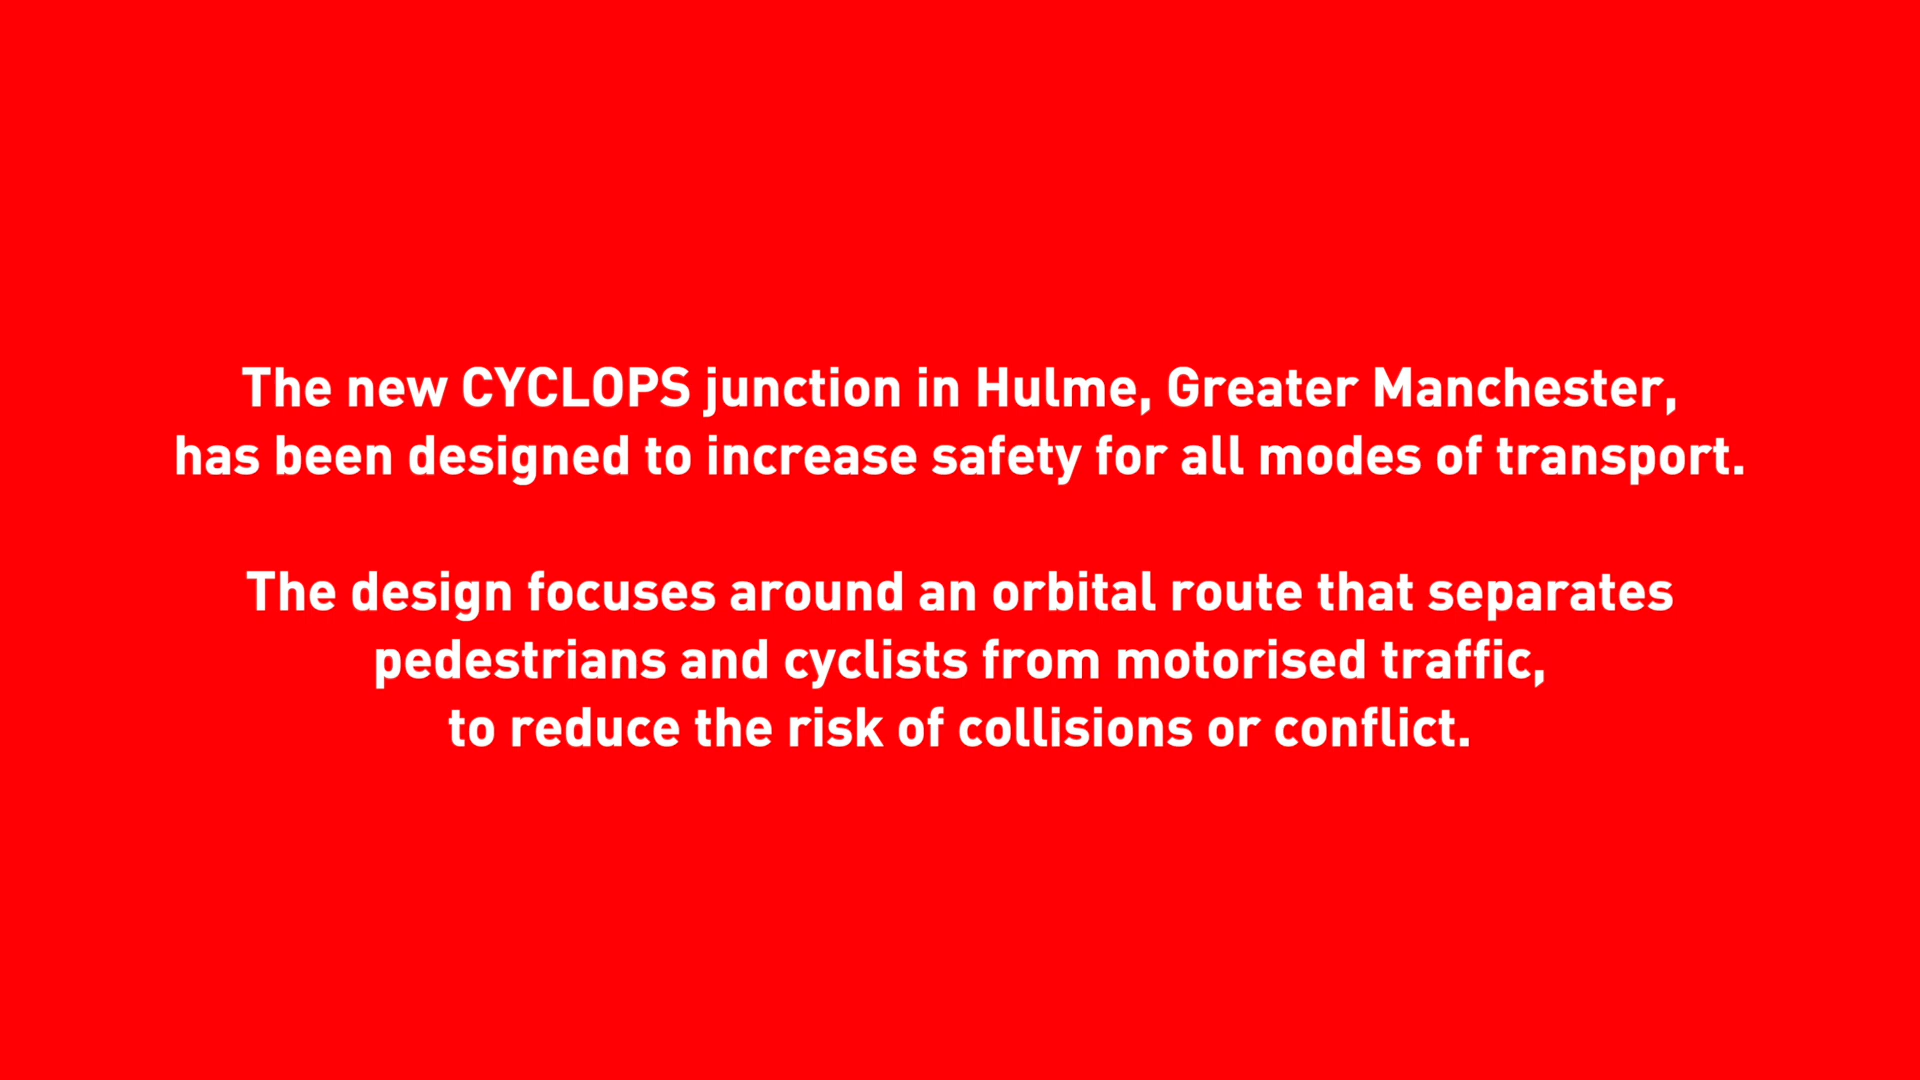 The new CYCLOPS junction in Hulme, Greater Manchester,
has been designed to increase safety for all modes of transport.
The design focuses around an orbital route that separates
pedestrians and cyclists from motorised traffic,
to reduce the risk of collisions or conflict.